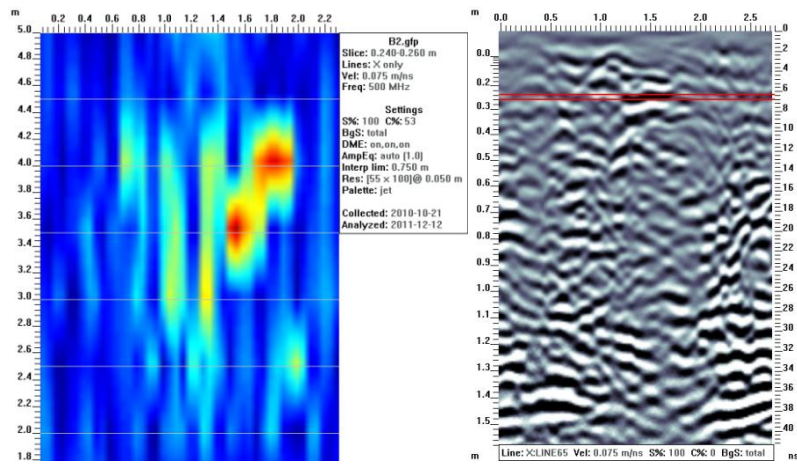 m
0.2 0.4 0.6 0.8 1.0 1.2 1.4 1.6 1.8 2.0 2.2
5.0
4.8
4.6
4.4
4.2
4.0
3.8
3.6
3.4
3.2
3.0
2.8
2.6
2.4
2.2
2.0
1.8
m
B2.gfp
Slice: 0.240-0.260 m
Lines: X only
Vel: 0.075 m/ns
Freq: 500 MHz
Settings
S%: 100 C%: 53
BgS: total
DME: on,on,on
AmpEq: auto [1.0]
Interp lim: 0.750 m
Res: [55 x 100]@ 0.050 m
Palette: jet
Collected: 2010-10-21
Analyzed: 2011-12-12
m
0.0 0.5 1.0 1.5 2.0 2.5
ns
0.0
0.1
0.2
0.3
0.4
0.5
0.6
0.7
0.8
0.9
1.0
1.1
1.2
1.3
1.4
1.5
m
0
2
4
6
8
10
12
14
16
18
20
22
24
26
28
30
32
34
36
38
40
ns
Line: X:LINE65 Vel: 0.075 m/ns S%: 100 C%: 0 BgS: total